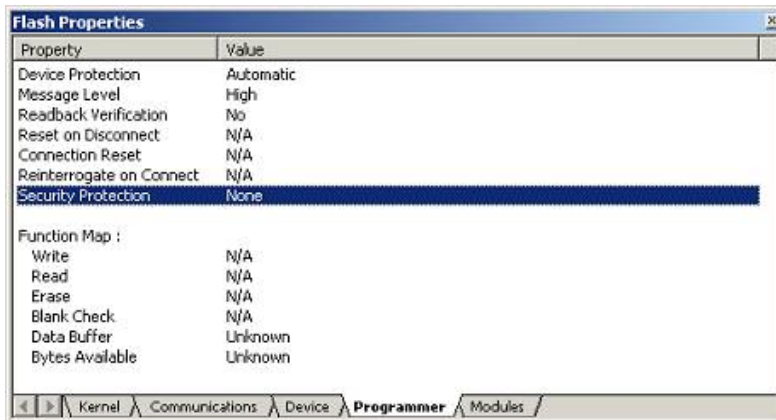 Flash Properties
Property Value
Device Protection Automatic
Message Level High
Readback Verification No
Reset on Disconnect N/A
Connection Reset N/A
Reinterrogate on Connect N/A
Security Protection None
Function Map :
Write N/A
Read N/A
Erase N/A
Blank Check N/A
Data Buffer Unknown
Bytes Available Unknown
Kernel Communications Device Programmer Modules